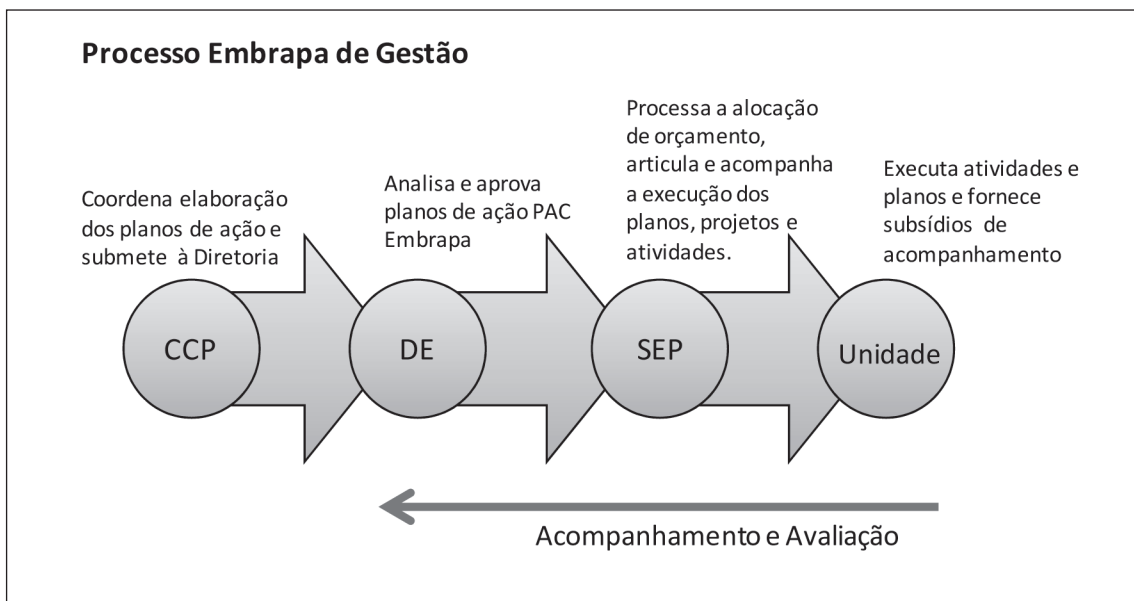 Processo Embrapa de Gestão
Coordena elaboração
dos planos de ação e
submete à Diretoria
Analisa e aprova
planos de ação PAC
Embrapa
Processa a alocação
de orçamento,
articula e acompanha
a execução dos
planos, projetos e
atividades.
Executa atividades e
planos e fornece
subsídios de
acompanhamento
CCP
DE
SEP
Unidade
Acompanhamento e Avaliação